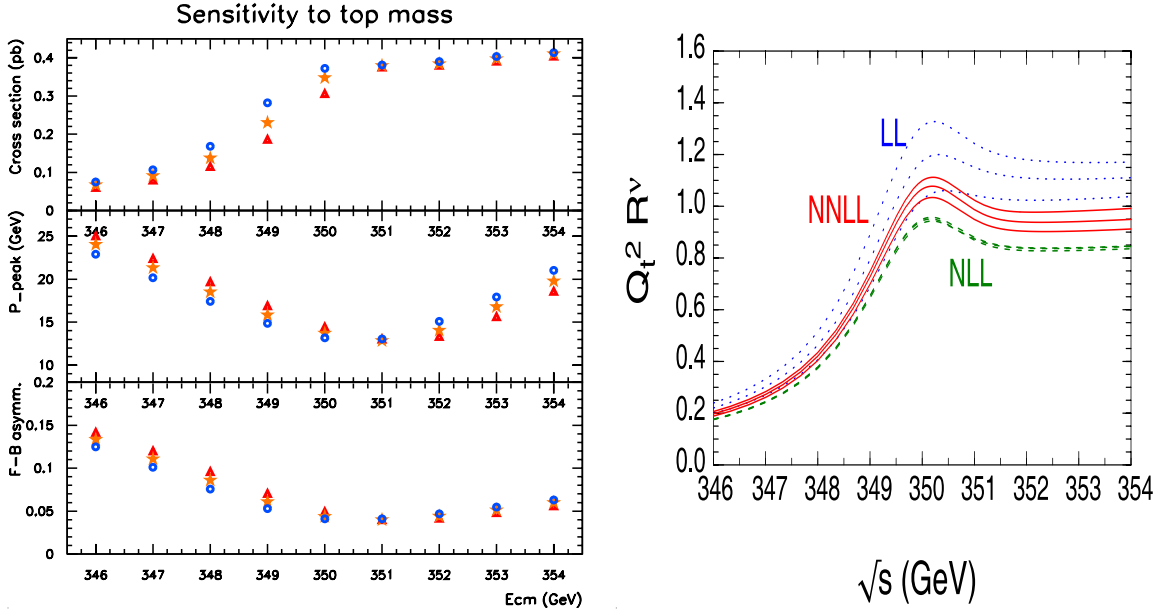 Sensitivity to top mass
Cross section (pb)
0.4
0.3
0.2
0.1
0
346 347 348 349 350 351 352 353 354
P_peak (GeV)
25
20
15
10
346 347 348 349 350 351 352 353 354
F-B asymm.
0.2
0.15
0.1
0.05
0
346 347 348 349 350 351 352 353 354
Ecm (GeV)
Qt² Rν
1.6
1.4
1.2
1.0
0.8
0.6
0.4
0.2
0.0
LL
NNLL
NLL
346 347 348 349 350 351 352 353 354
√s (GeV)